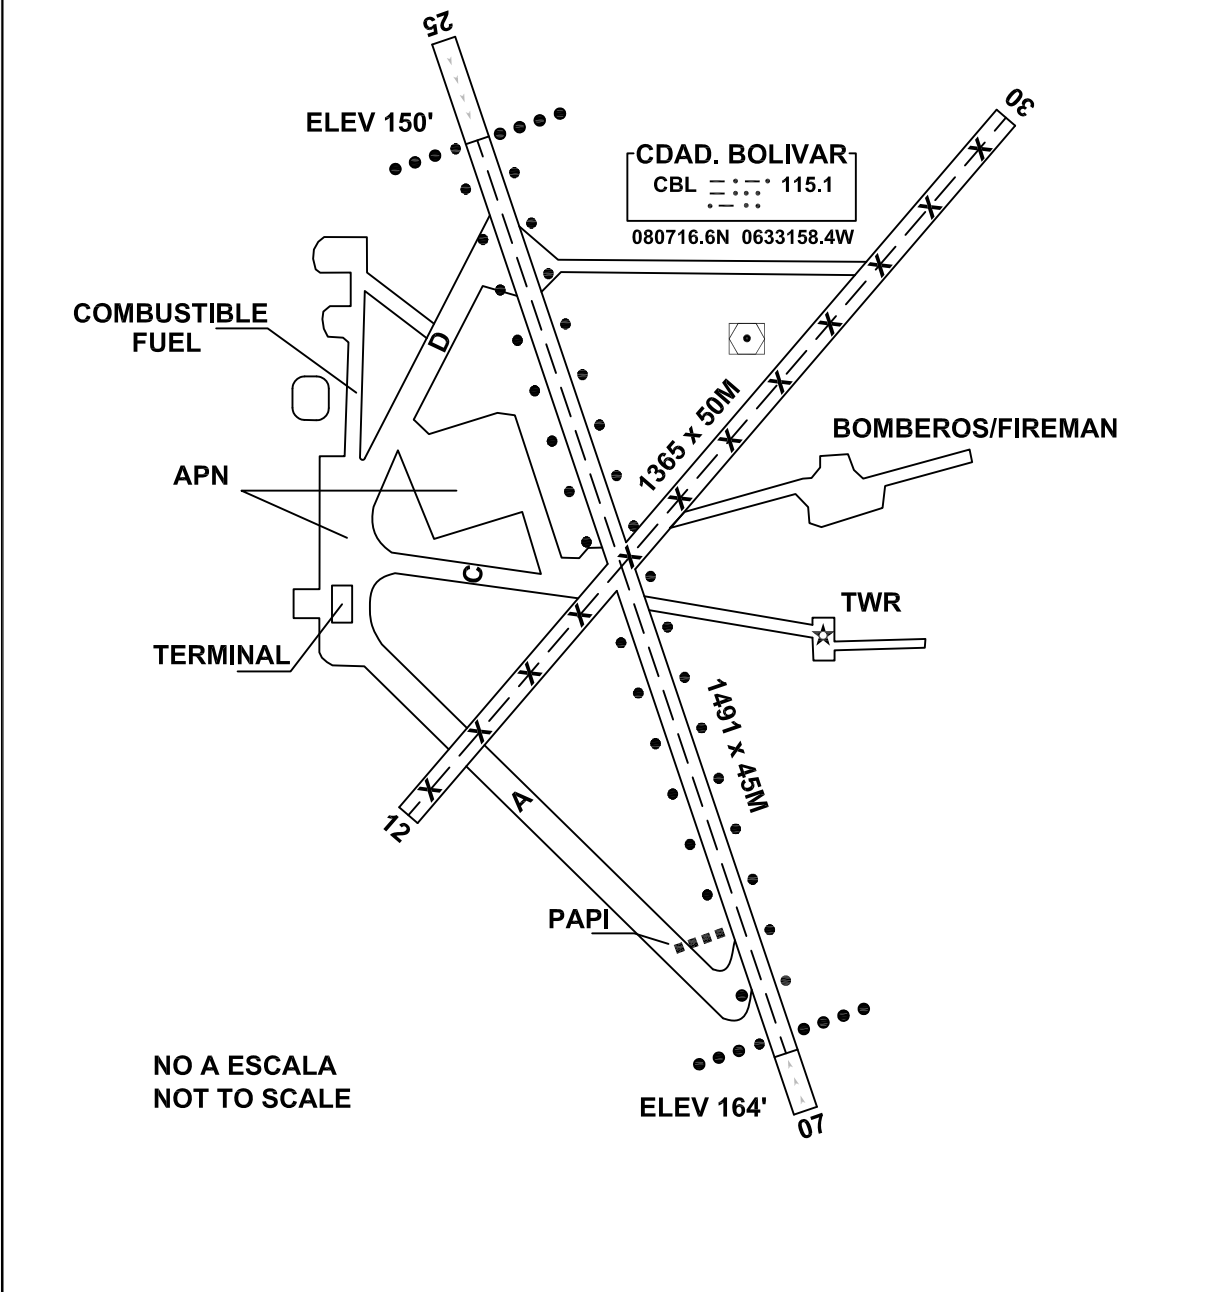 25
30
ELEV 150'
CDAD. BOLIVAR
CBL 115.1
080716.6N 0633158.4W
COMBUSTIBLE
FUEL
D
1365 x 50M
BOMBEROS/FIREMAN
APN
C
TWR
TERMINAL
1491 x 45M
A
12
PAPI
NO A ESCALA
NOT TO SCALE
ELEV 164'
07
X
X
X
X
X
X
X
X
X
X
X
X